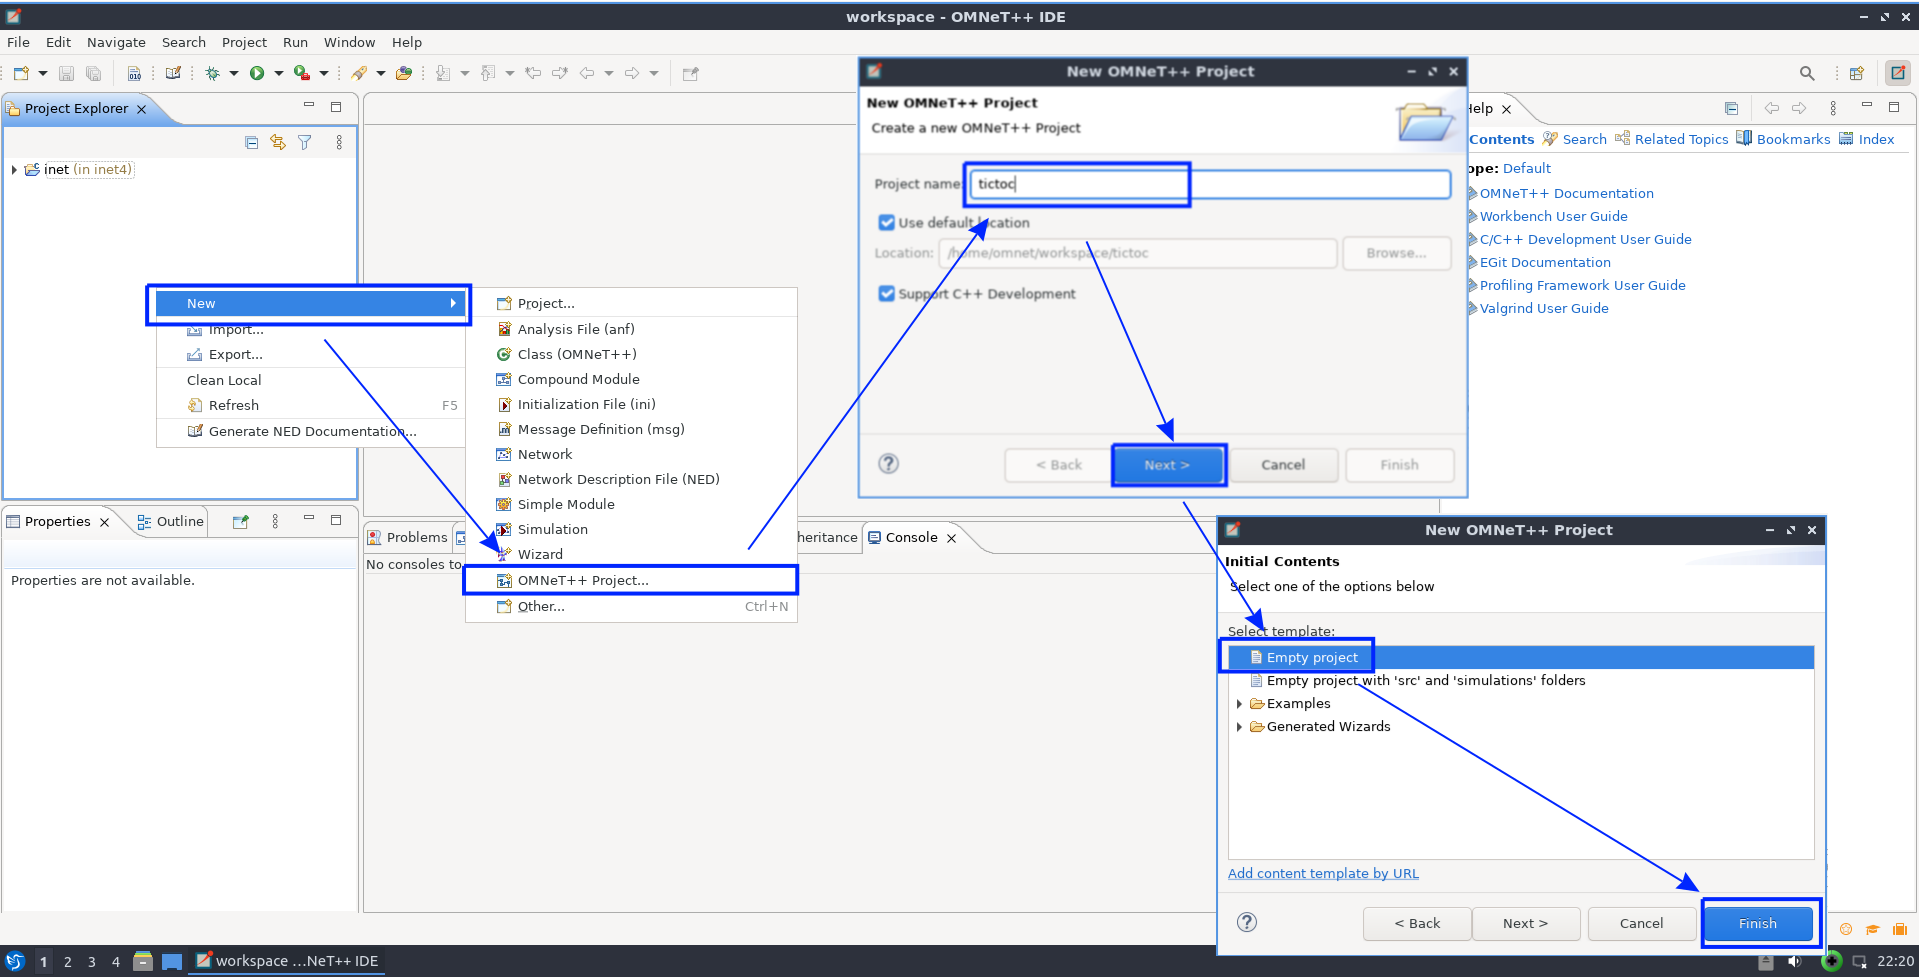 workspace - OMNeT++ IDE
File Edit Navigate Search Project Run Window Help
Project Explorer
inet (in inet4)
New
Import...
Export...
Clean Local
Refresh F5
Generate NED Documentation...
Project...
Analysis File (anf)
Class (OMNeT++)
Compound Module
Initialization File (ini)
Message Definition (msg)
Network
Network Description File (NED)
Simple Module
Simulation
Wizard
OMNeT++ Project...
Other... Ctrl+N
New OMNeT++ Project
New OMNeT++ Project
Create a new OMNeT++ Project
Project name: tictoc
Use default location
Location: /home/omnet/workspace/tictoc Browse...
Support C++ Development
< Back Next > Cancel Finish
Help
Contents Search Related Topics Bookmarks Index
ope: Default
OMNeT++ Documentation
Workbench User Guide
C/C++ Development User Guide
EGit Documentation
Profiling Framework User Guide
Valgrind User Guide
Properties Outline
Properties are not available.
Problems heritance Console
No consoles to
New OMNeT++ Project
Initial Contents
Select one of the options below
Select template:
Empty project
Empty project with 'src' and 'simulations' folders
Examples
Generated Wizards
Add content template by URL
< Back Next > Cancel Finish
1 2 3 4 workspace ...NeT++ IDE 22:20